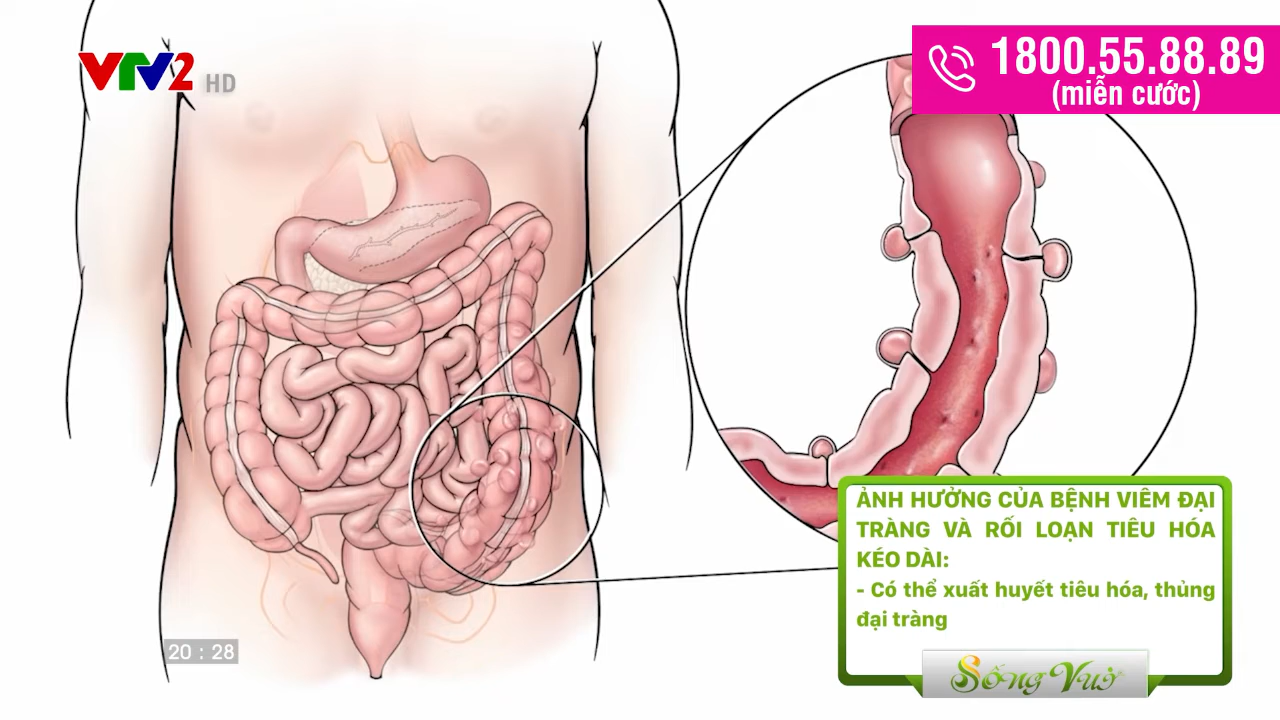 VTV2 HD
1800.55.88.89
(miễn cước)
ẢNH HƯỞNG CỦA BỆNH VIÊM ĐẠI
TRÀNG VÀ RỐI LOẠN TIÊU HÓA
KÉO DÀI:
- Có thể xuất huyết tiêu hóa, thủng
đại tràng
20 : 28
Sống Vui